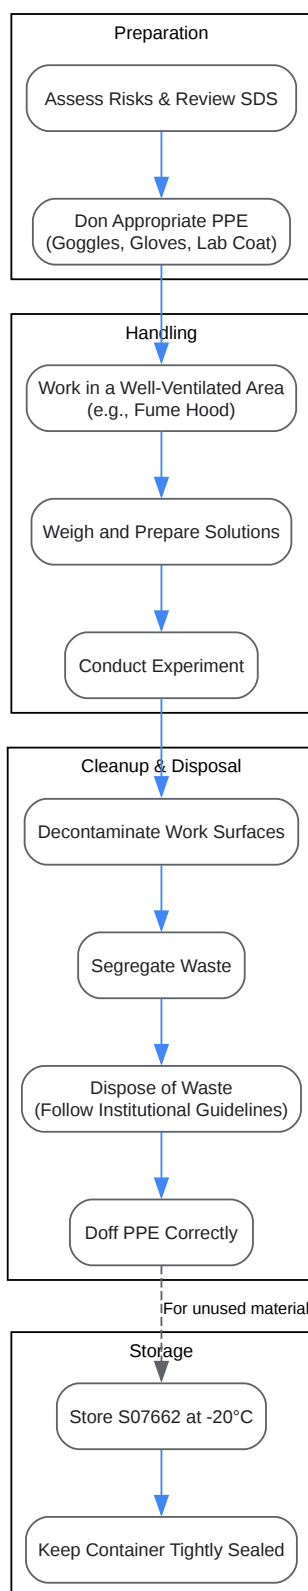 Preparation
Assess Risks & Review SDS
Don Appropriate PPE
(Goggles, Gloves, Lab Coat)
Handling
Work in a Well-Ventilated Area
(e.g., Fume Hood)
Weigh and Prepare Solutions
Conduct Experiment
Cleanup & Disposal
Decontaminate Work Surfaces
Segregate Waste
Dispose of Waste
(Follow Institutional Guidelines)
Doff PPE Correctly
For unused material
Storage
Store S07662 at -20°C
Keep Container Tightly Sealed